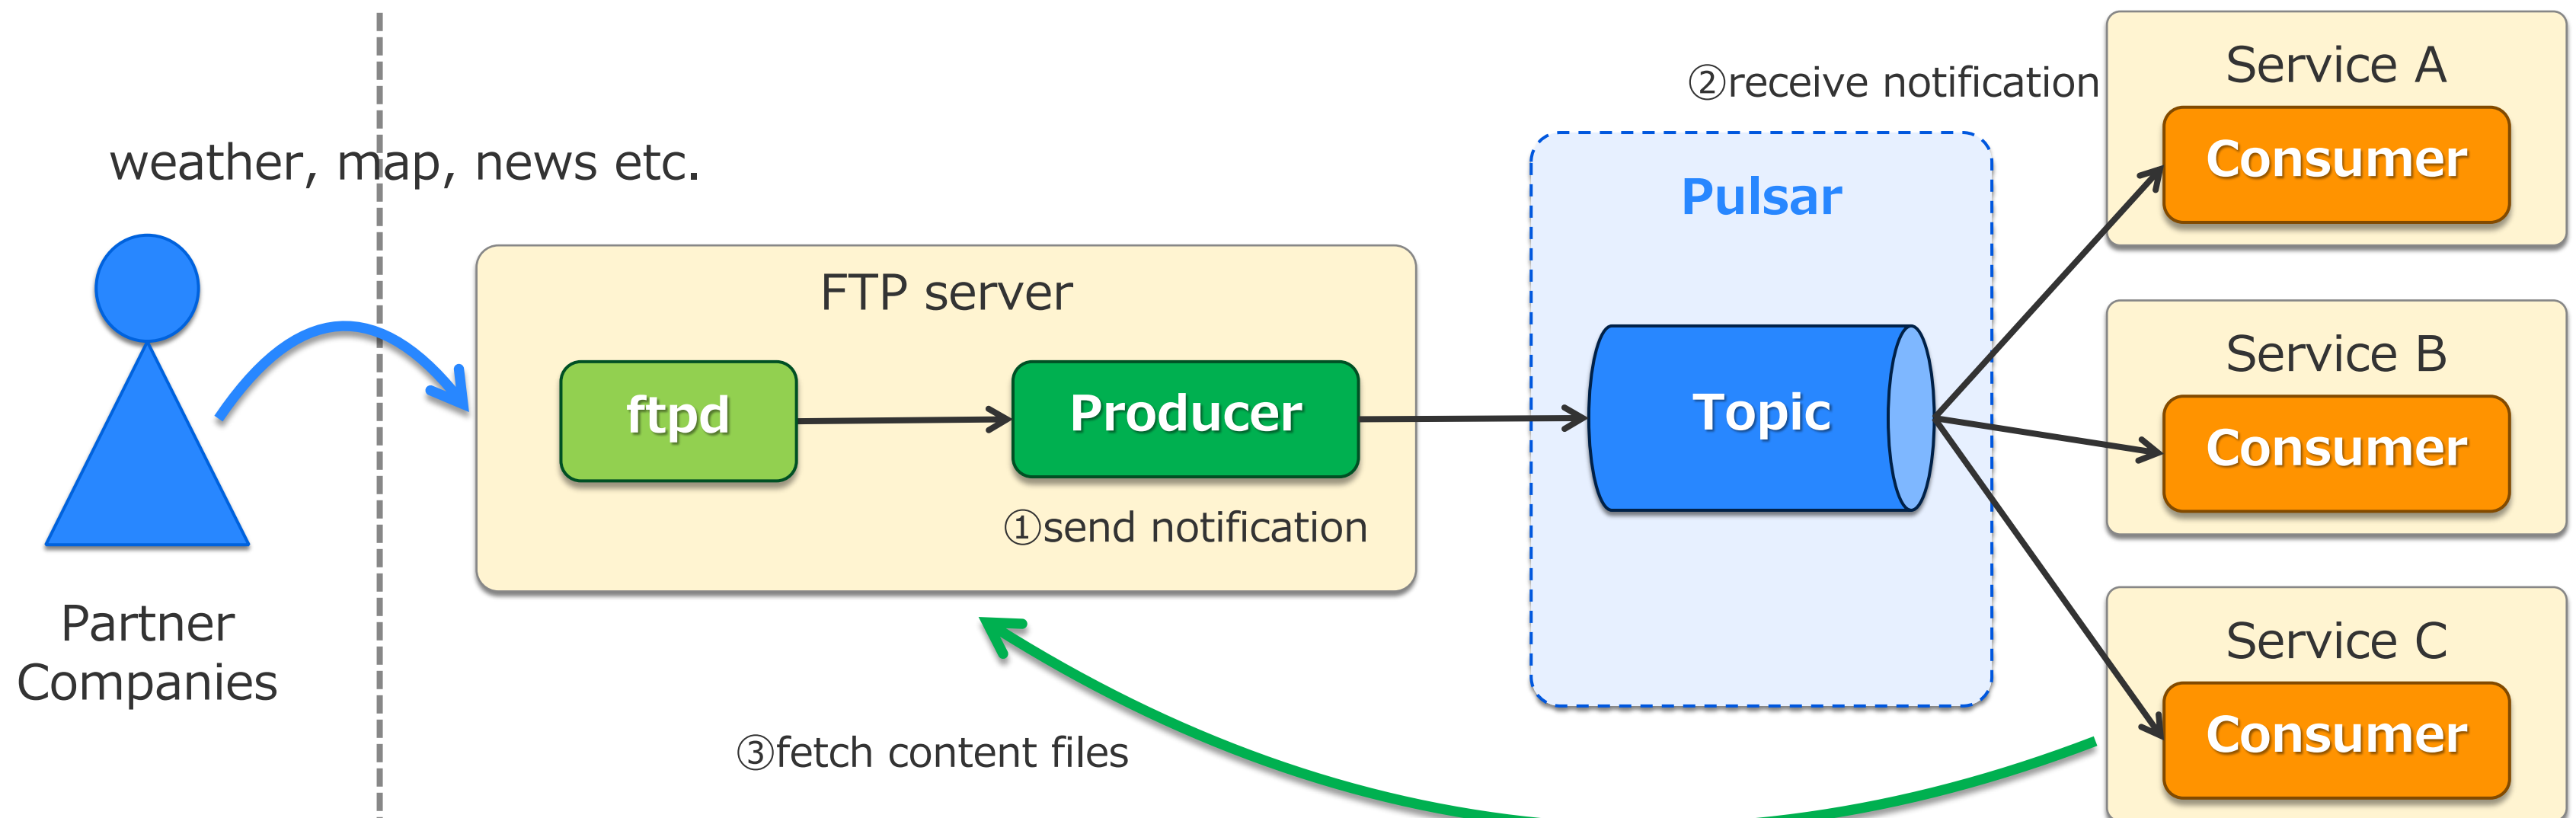 weather, map, news etc.
Partner
Companies
FTP server
ftpd
Producer
①send notification
Pulsar
Topic
②receive notification
Service A
Consumer
Service B
Consumer
Service C
Consumer
③fetch content files